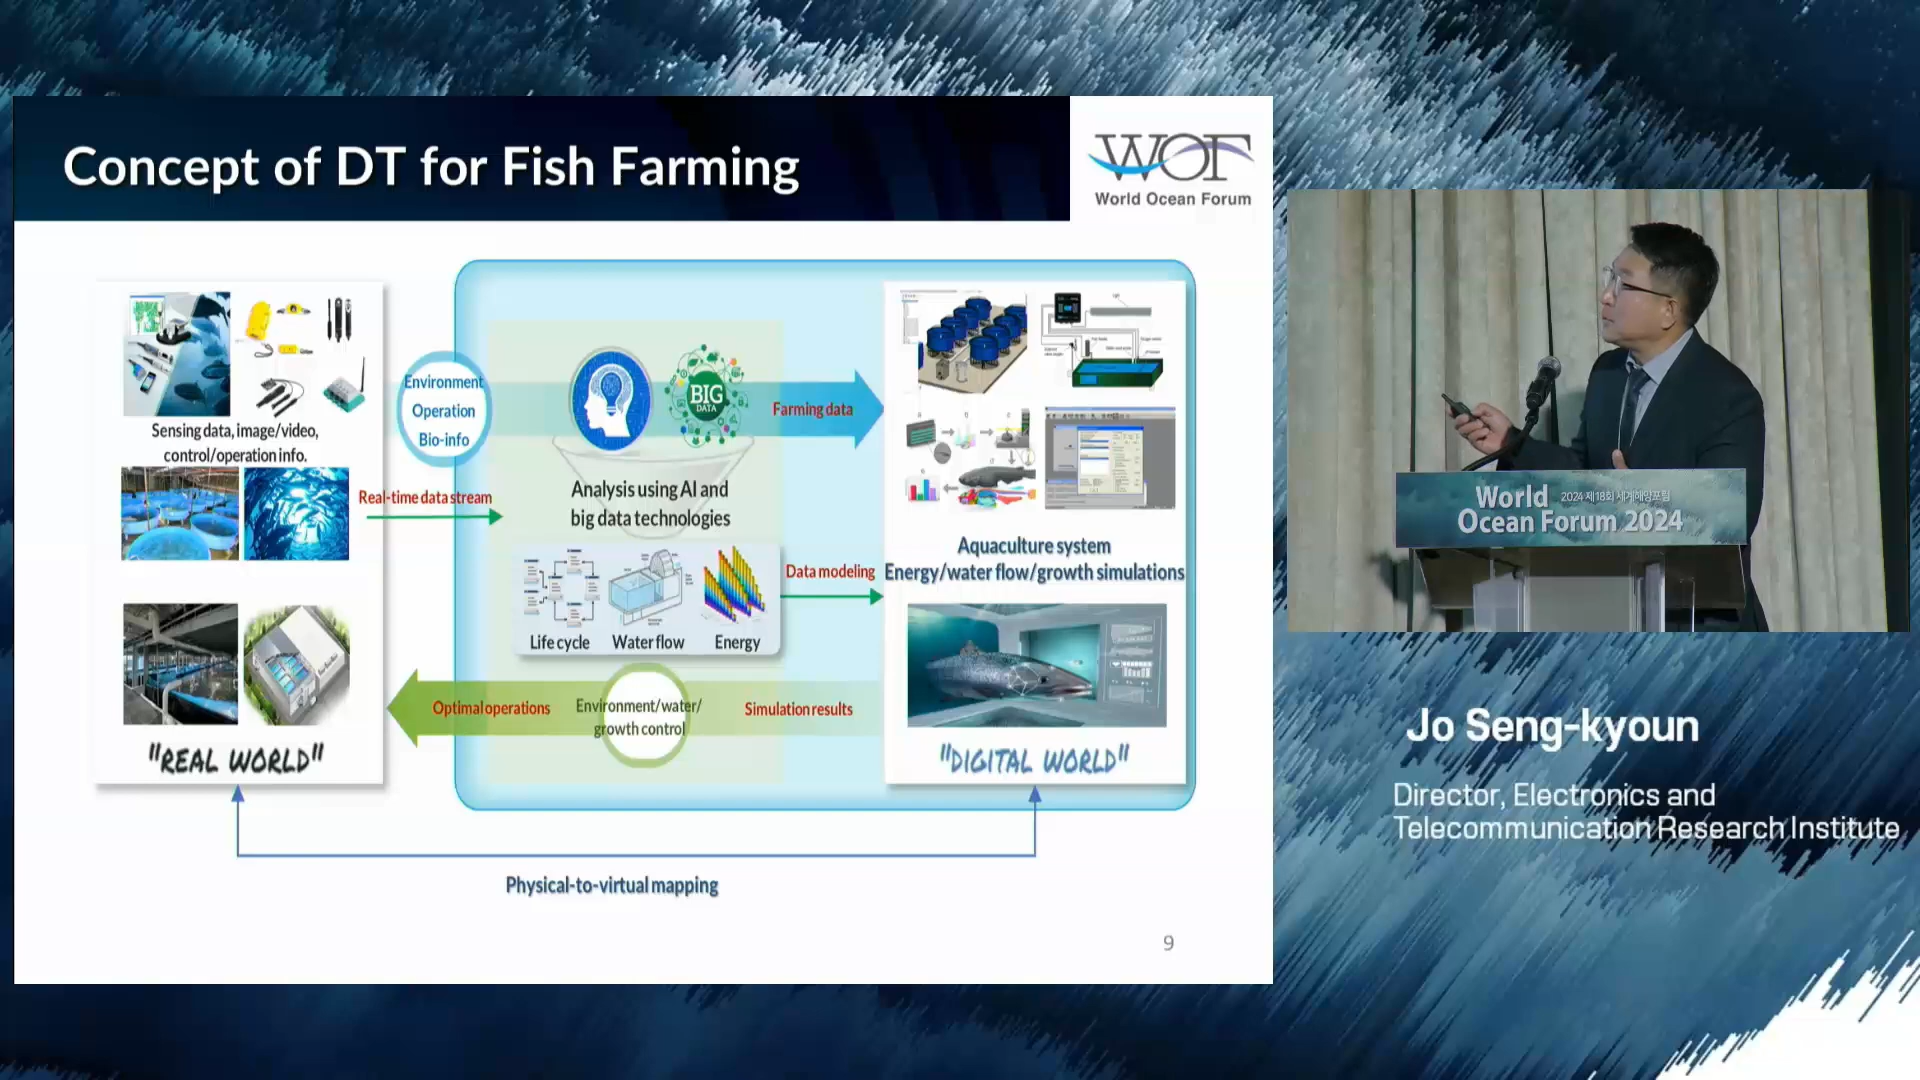 Concept of DT for Fish Farming
WOF
World Ocean Forum
Sensing data, image/video,
control/operation info.
"REAL WORLD"
Environment
Operation
Bio-info
Real-time data stream
BIG
DATA
Analysis using AI and
big data technologies
Life cycle
Water flow
Energy
Farming data
Data modeling
Optimal operations
Environment/water/
growth control
Simulation results
Aquaculture system
Energy/water flow/growth simulations
"DIGITAL WORLD"
Physical-to-virtual mapping
9
World 2024 제18회 세계해양포럼
Ocean Forum 2024
Jo Seng-kyoun
Director, Electronics and
Telecommunication Research Institute